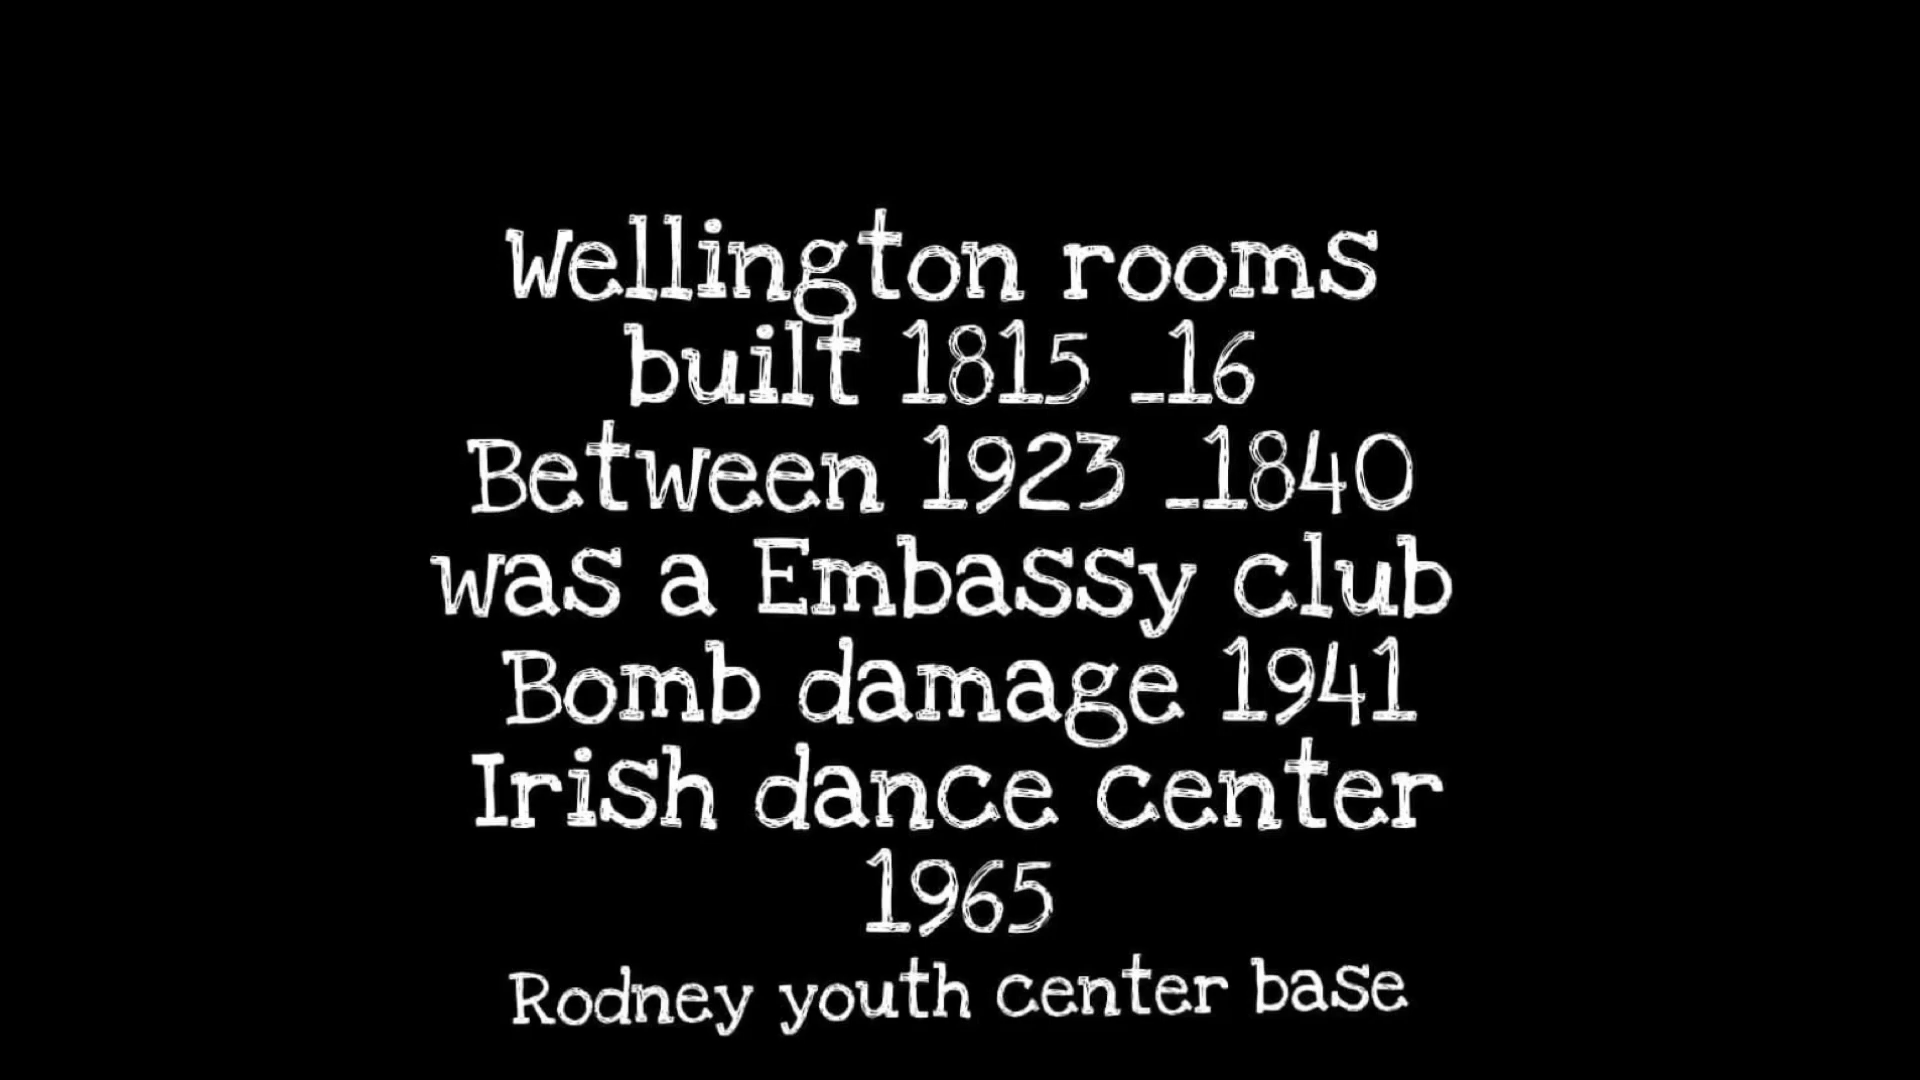 Wellington rooms
built 1815 _16
Between 1923 _1840
was a Embassy club
Bomb damage 1941
Irish dance center
1965
Rodney youth center base